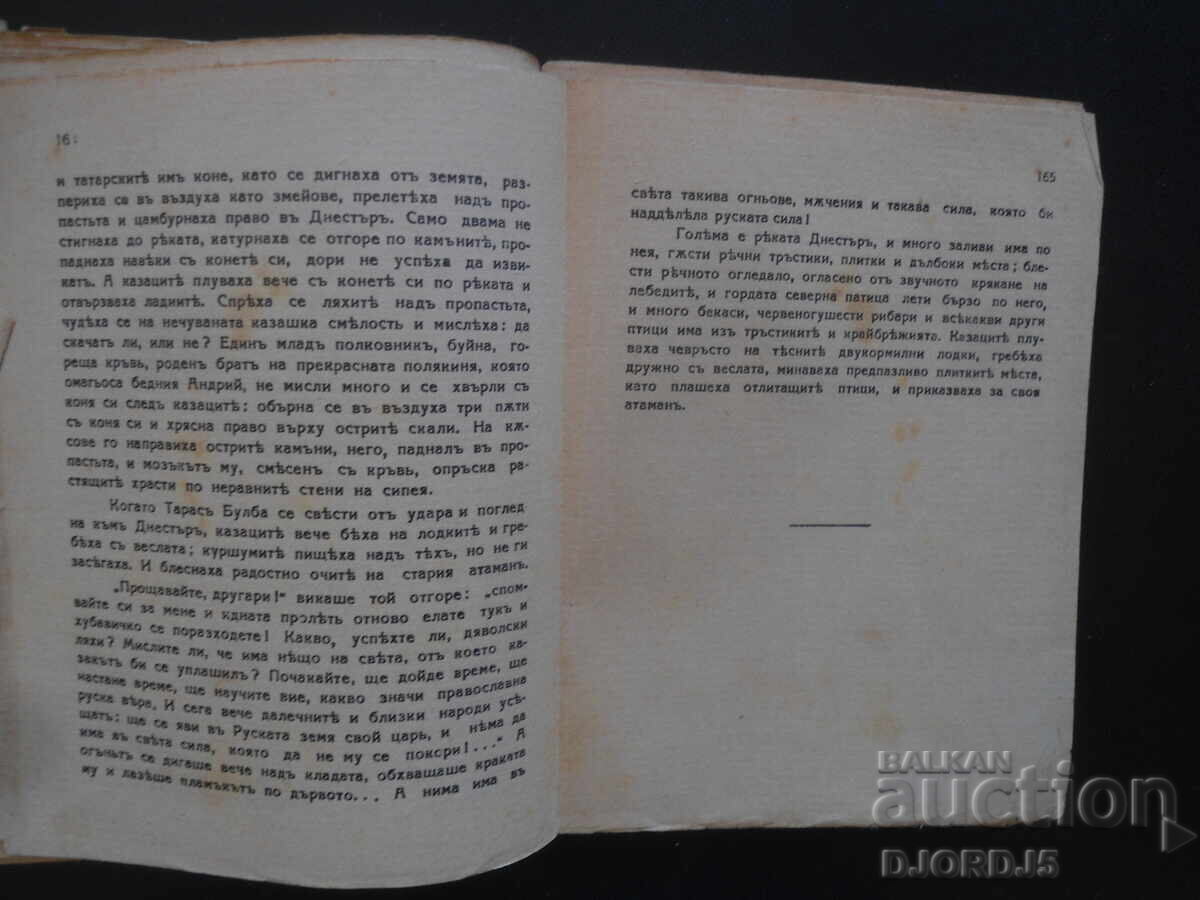 16
и татарскитѣ имъ коне, като се дигнаха отъ земята, раз-
периха се въ въздуха като змейове, прелетѣха надъ про-
пастьта и цамбурнаха право въ Днестъръ. Само двама не
стигнаха до рѣката, катурнаха се отгоре по камънитѣ, про-
паднаха навѣки съ конетѣ си, дори не успѣха да изви-
катъ. А казацитѣ плуваха вече съ конетѣ си по рѣката и
отвързваха ладиитѣ. Спрѣха се ляхитѣ надъ пропастьта,
чудѣха се на нечуваната казашка смѣлость и мислѣха: да
скачатъ ли, или не? Единъ младъ полковникъ, буйна, го-
реща кръвь, роденъ братъ на прекрасната полякиня, която
омагьоса бедния Андрий, не мисли много и се хвърли съ
коня си следъ казацитѣ: обърна се въ въздуха три пѫти
съ коня си и хрясна право върху остритѣ скали. На кѫ-
сове го направиха остритѣ камъни, него, падналъ въ про-
пастьта, и мозъкътъ му, смѣсенъ съ кръвь, опръска ра-
стящитѣ храсти по неравнитѣ стени на сипея.
Когато Тарасъ Булба се свѣсти отъ удара и поглед-
на къмъ Днестъръ, казацитѣ вече бѣха на лодкитѣ и гре-
бѣха съ веслата; куршумитѣ пищѣха надъ тѣхъ, но не ги
засѣгаха. И блеснаха радостно очитѣ на стария атаманъ.
„Прощавайте, другари!" викаше той отгоре: „спом-
вайте си за мене и идната пролѣть отново елате тукъ и
хубавичко се поразходете! Какво, успѣхте ли, дяволски
ляхи? Мислите ли, че има нѣщо на свѣта, отъ което ка-
закътъ би се уплашилъ? Почакайте, ще дойде време, ще
настане време, ще научите вие, какво значи православна
руска вѣра. И сега вече далечнитѣ и близки народи усѣ-
щатъ: ще се яви въ Руската земя свой царь, и нѣма да
има въ свѣта сила, която да не му се покори!..." А
огъньтъ се дигаше вече надъ кладата, обхващаше краката
му и лазѣше пламъкътъ по дървото... А нима има въ
165
свѣта такива огньове, мѫчения и такава сила, която би
наддѣлѣла руската сила!
Голѣма е рѣката Днестъръ, и много заливи има по
нея, гѫсти рѣчни тръстики, плитки и дълбоки мѣста; бле-
сти рѣчното огледало, огласено отъ звучното крякане на
лебедитѣ, и гордата северна патица лети бързо по него,
и много бекаси, червеногушести рибари и всѣкакви други
птици има изъ тръстикитѣ и крайбрѣжията. Казацитѣ плу-
ваха чевръсто на тѣснитѣ двукормилни лодки, гребѣха
дружно съ веслата, минаваха предпазливо плиткитѣ мѣста,
като плашеха отлитащитѣ птици, и приказваха за своя
атаманъ.
BALKAN
auction
DJORDJ5